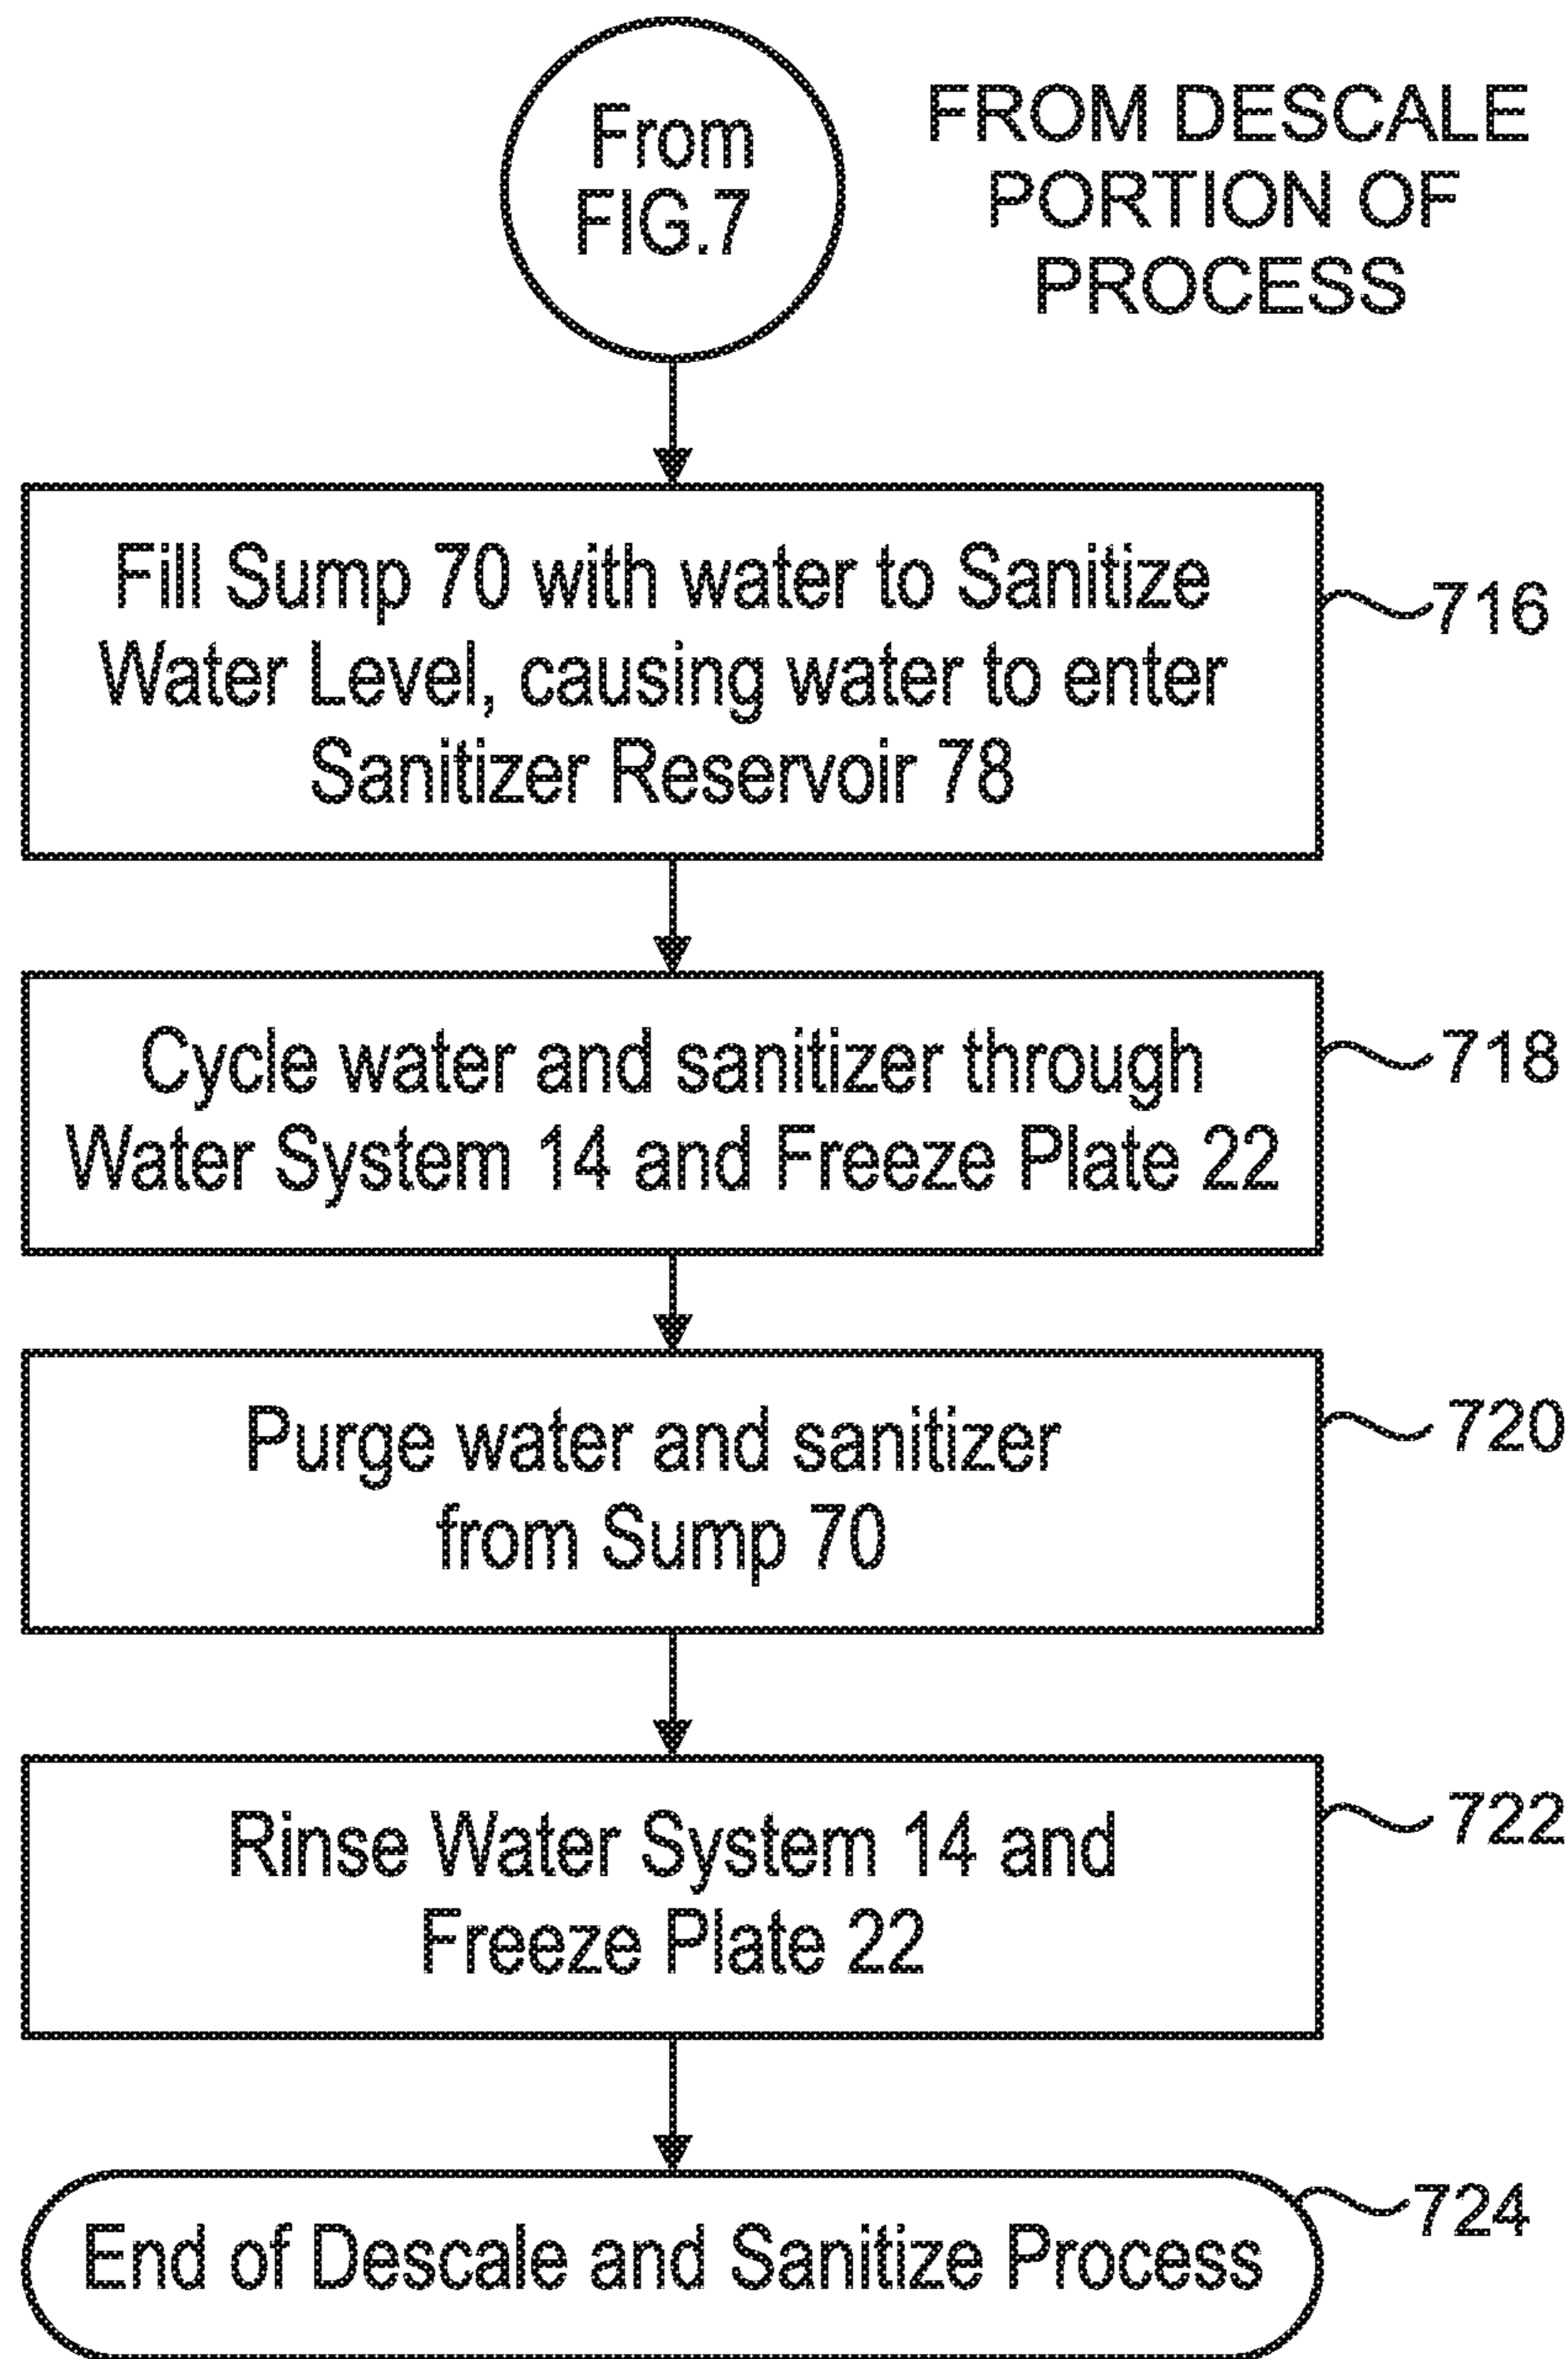 From
FIG.7
FROM DESCALE
PORTION OF
PROCESS
Fill Sump 70 with water to Sanitize
Water Level, causing water to enter
Sanitizer Reservoir 78
716
Cycle water and sanitizer through
Water System 14 and Freeze Plate 22
718
Purge water and sanitizer
from Sump 70
720
Rinse Water System 14 and
Freeze Plate 22
722
End of Descale and Sanitize Process
724